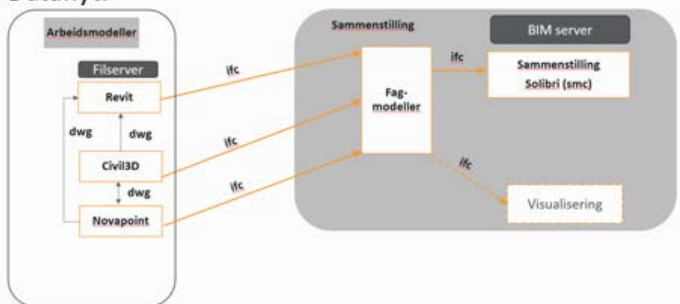 Arbeidsmodeller
Filserver
Revit
dwg
dwg
Civil3D
dwg
Novapoint
ifc
ifc
ifc
Sammenstilling
Fag-
modeller
ifc
ifc
BIM server
Sammenstilling
Solibri (smc)
Visualisering